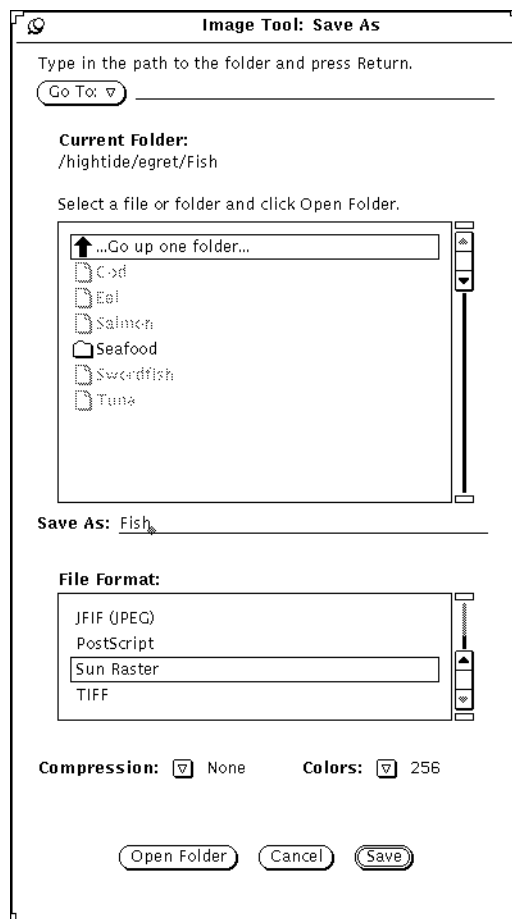 Image Tool: Save As
Type in the path to the folder and press Return.
Go To:
Current Folder:
/hightide/egret/Fish
Select a file or folder and click Open Folder.
...Go up one folder...
Cod
Eel
Salmon
Seafood
Swordfish
Tuna
Save As: Fish
File Format:
JFIF (JPEG)
PostScript
Sun Raster
TIFF
Compression: None Colors: 256
Open Folder Cancel Save